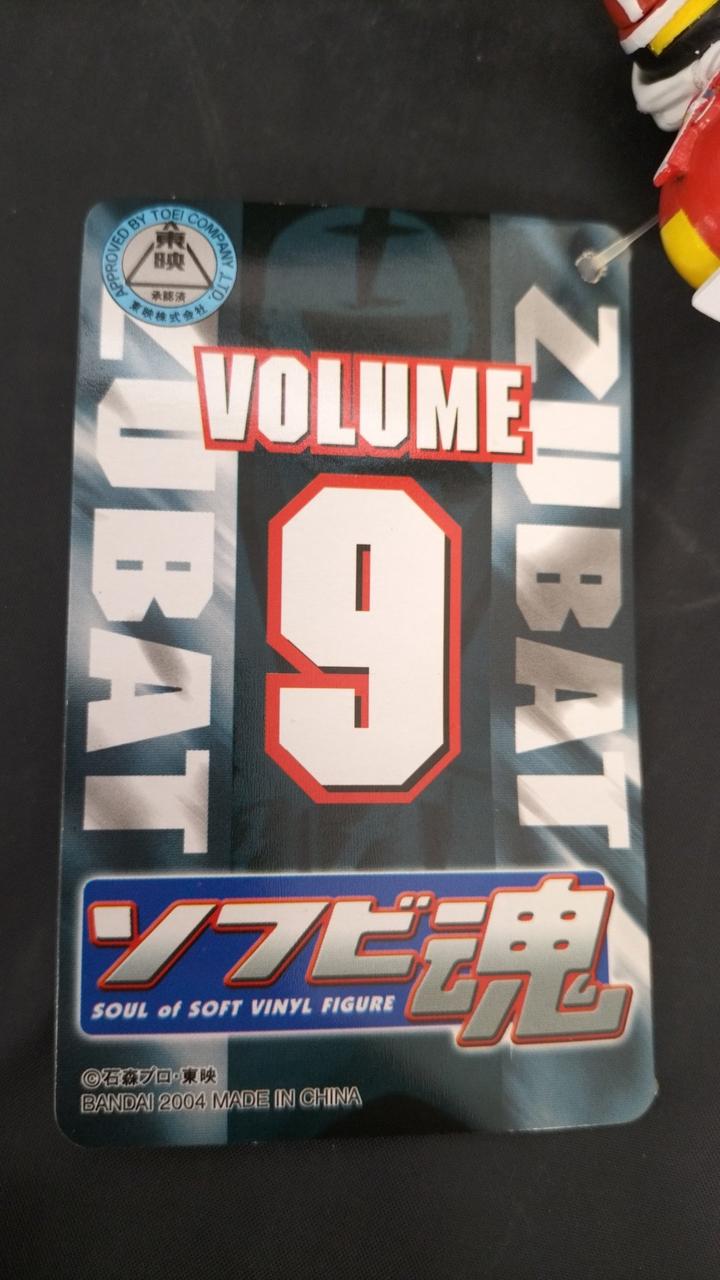 APPROVED BY TOEI COMPANY, LTD.
東映
承認済
東映株式会社
ZUBAT
ZUBAT
VOLUME
9
ソフビ魂
SOUL of SOFT VINYL FIGURE
©石森プロ・東映
BANDAI 2004 MADE IN CHINA